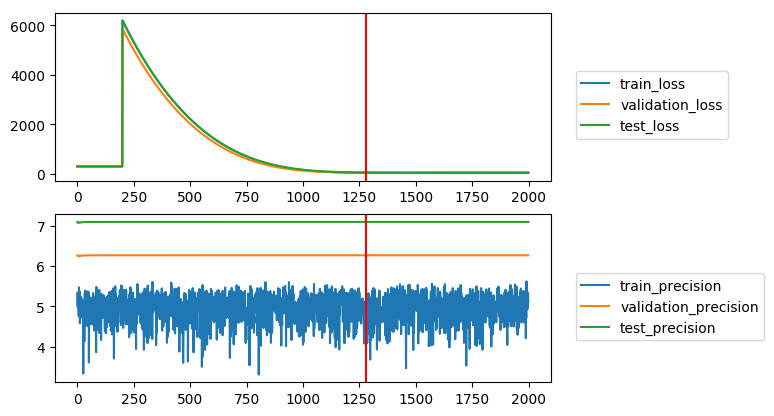 6000
4000
2000
0
0 250 500 750 1000 1250 1500 1750 2000
train_loss
validation_loss
test_loss
7
6
5
4
0 250 500 750 1000 1250 1500 1750 2000
train_precision
validation_precision
test_precision